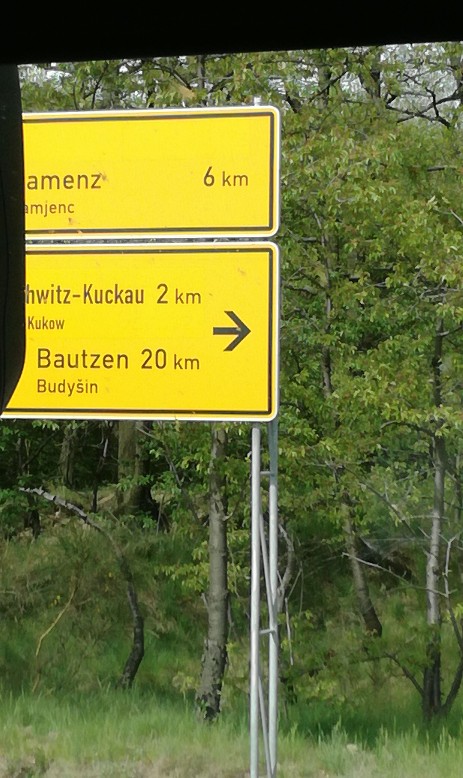 amenz 6 km
amjenc
hwitz-Kuckau 2 km
Kukow
Bautzen 20 km
Budyšin